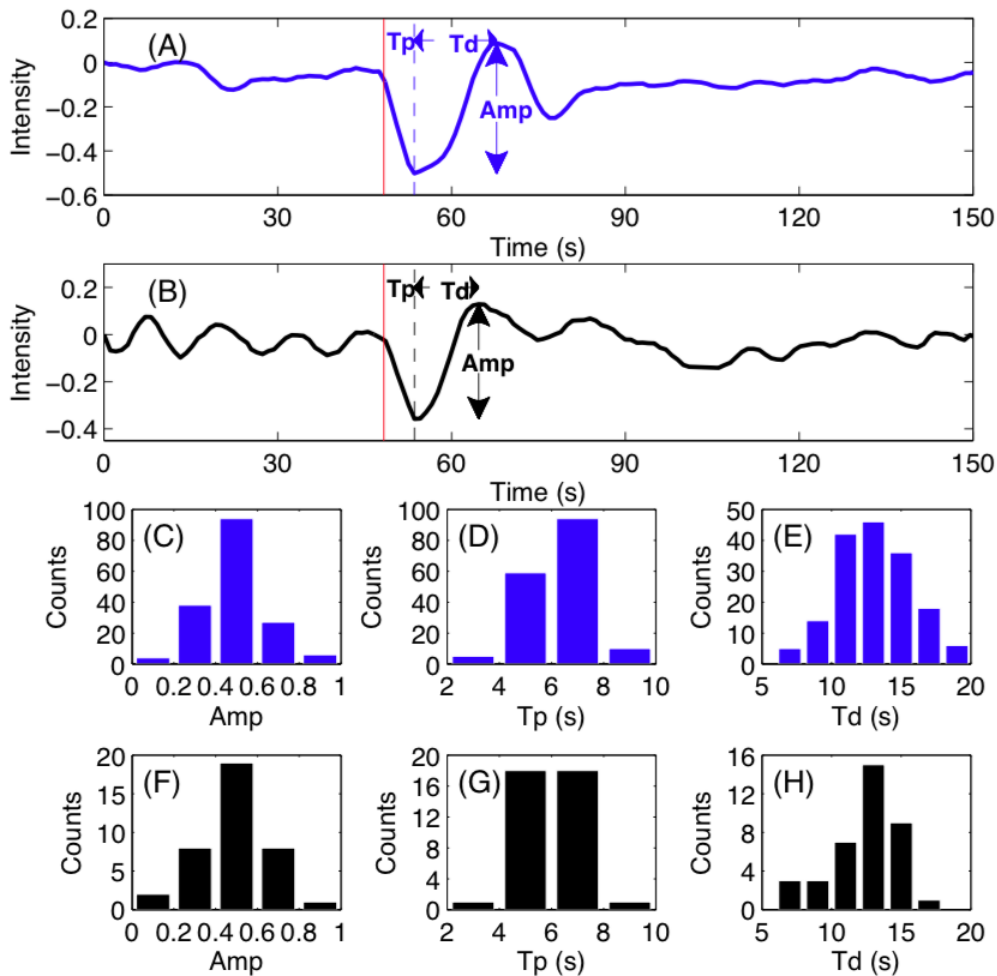 0.2
0
−0.2
−0.4
−0.6
Intensity
(A)
Tp
Td
Amp
0
30
60
90
120
150
Time (s)
0.2
0
−0.2
−0.4
Intensity
(B)
Tp
Td
Amp
0
30
60
90
120
150
Time (s)
100
80
60
40
20
0
Counts
(C)
0
0.2
0.4
0.6
0.8
1
Amp
100
80
60
40
20
0
Counts
(D)
2
4
6
8
10
Tp (s)
50
40
30
20
10
0
Counts
(E)
5
10
15
20
Td (s)
20
15
10
5
0
Counts
(F)
0
0.2
0.4
0.6
0.8
1
Amp
20
16
12
8
4
0
Counts
(G)
2
4
6
8
10
Tp (s)
16
12
8
4
0
Counts
(H)
5
10
15
20
Td (s)